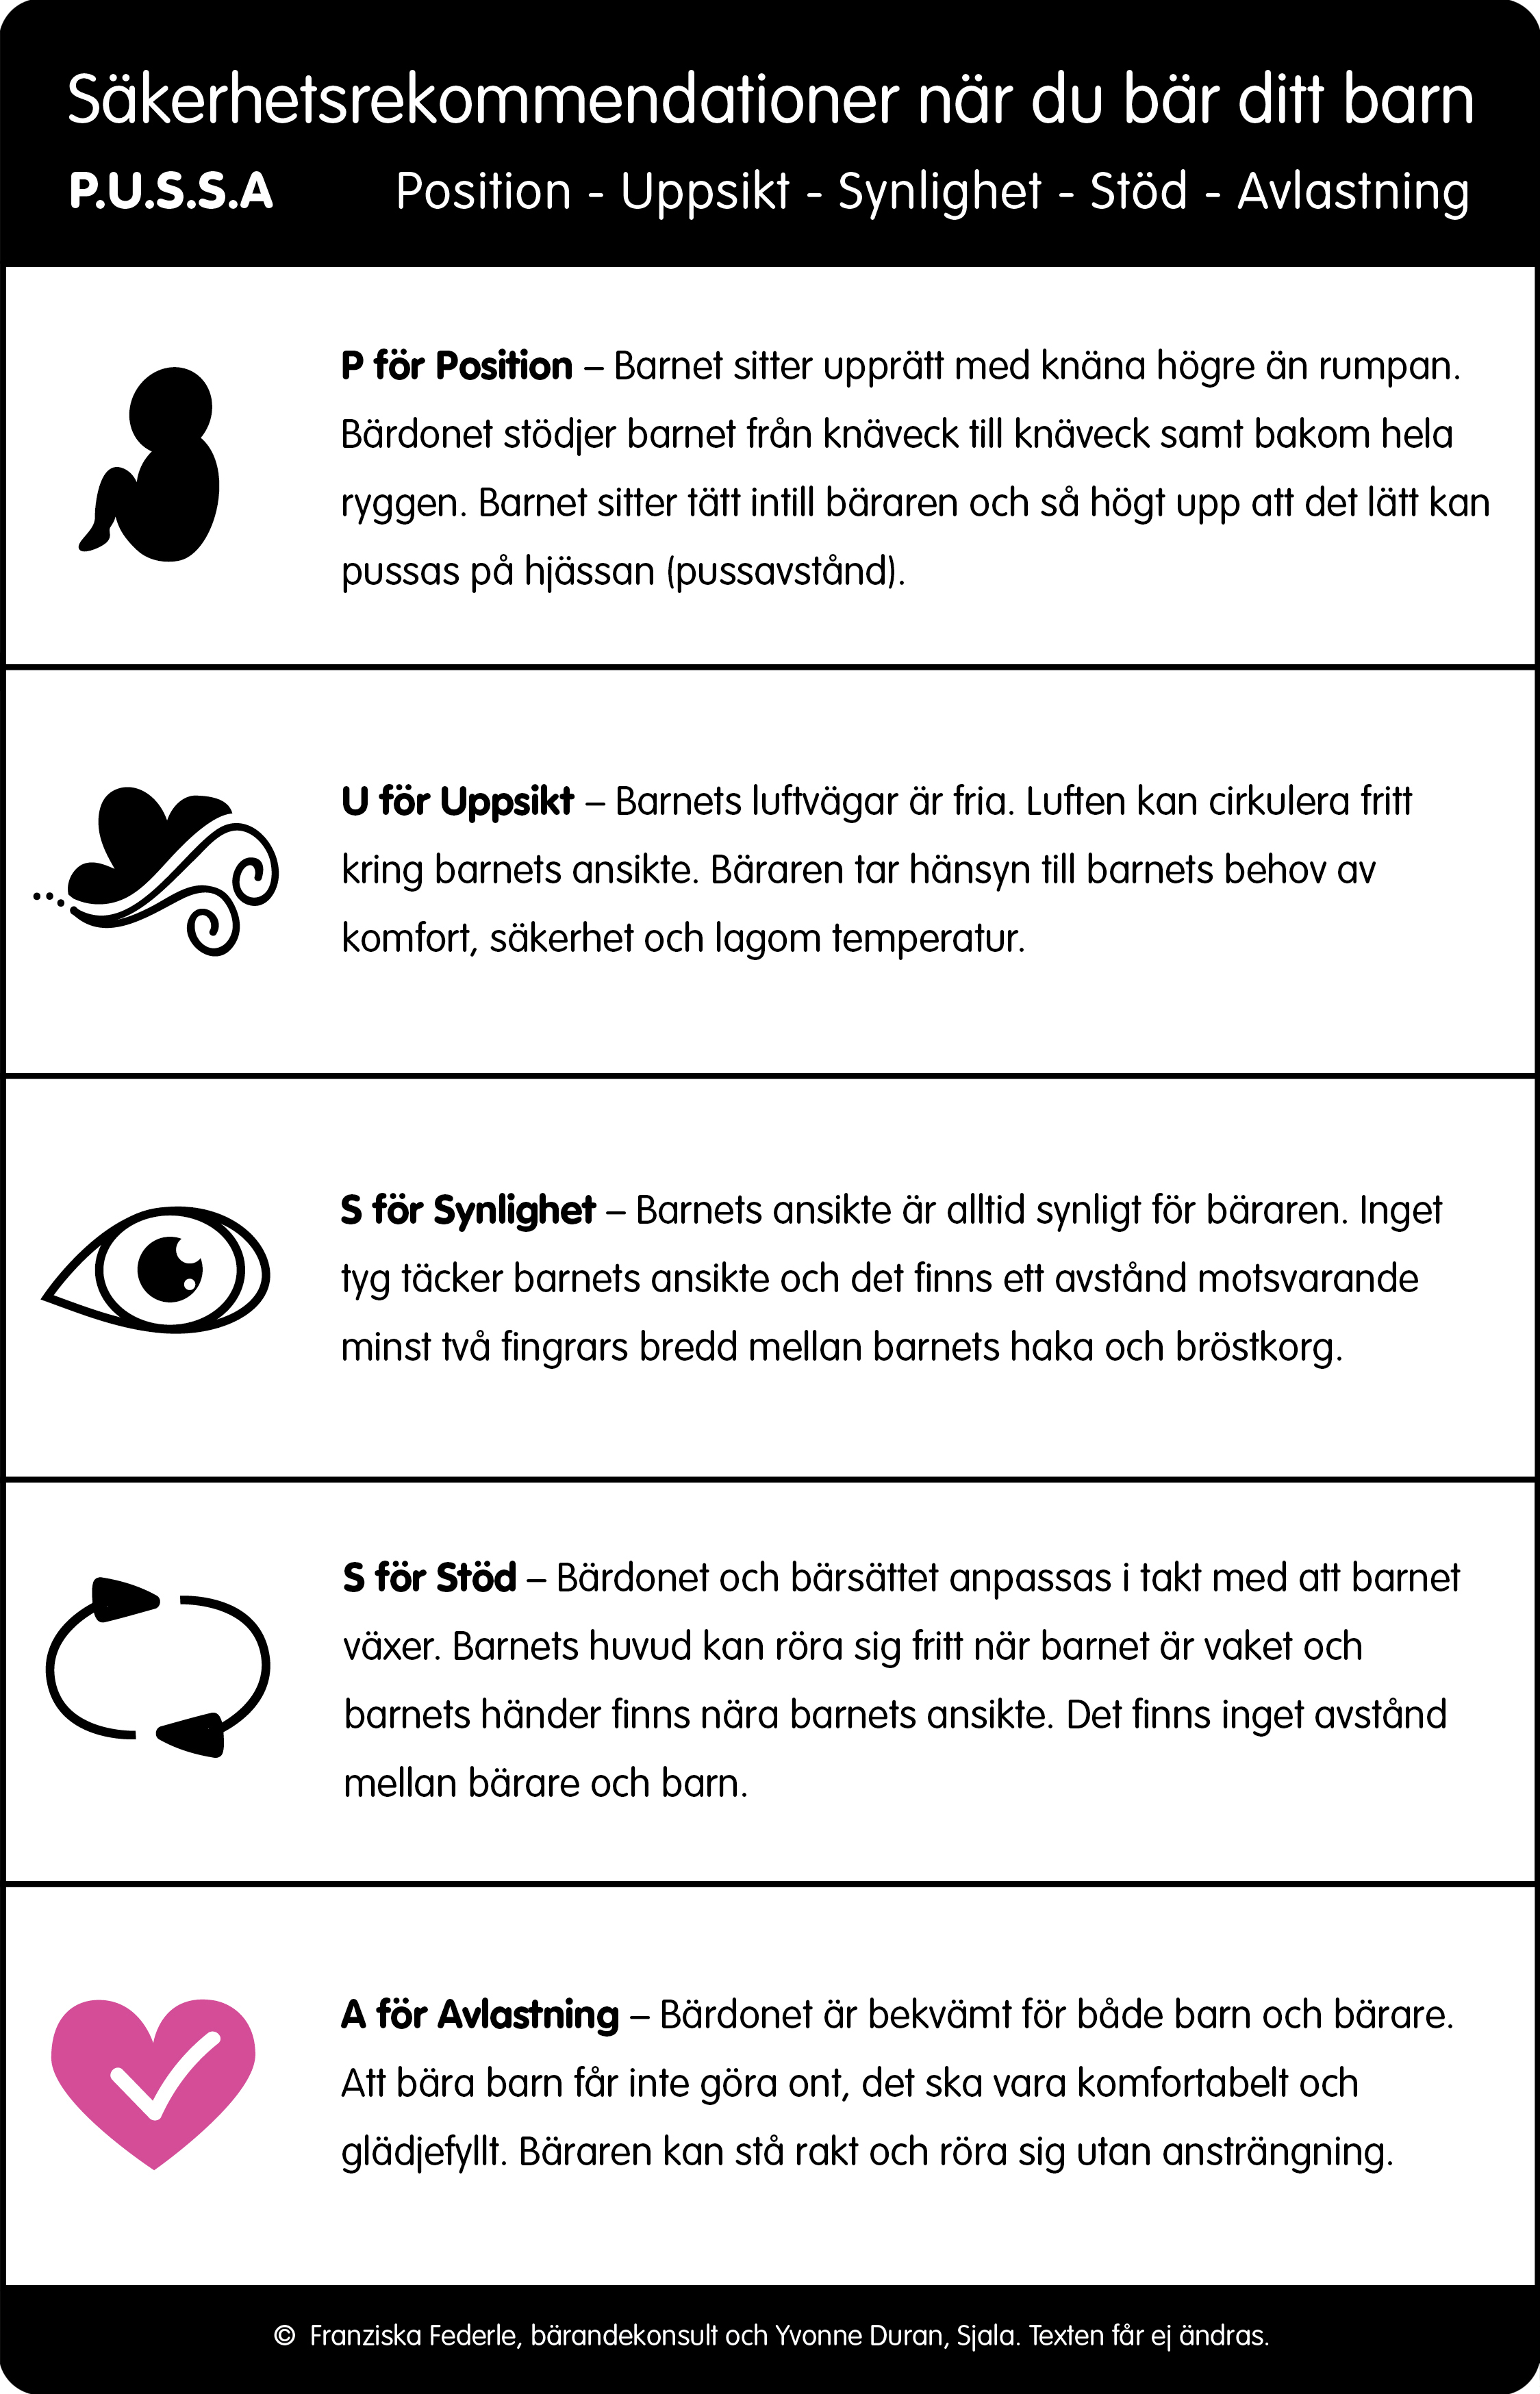 Säkerhetsrekommendationer när du bär ditt barn
P.U.S.S.A Position - Uppsikt - Synlighet - Stöd - Avlastning
P för Position – Barnet sitter upprätt med knäna högre än rumpan.
Bärdonet stödjer barnet från knäveck till knäveck samt bakom hela
ryggen. Barnet sitter tätt intill bäraren och så högt upp att det lätt kan
pussas på hjässan (pussavstånd).
U för Uppsikt – Barnets luftvägar är fria. Luften kan cirkulera fritt
kring barnets ansikte. Bäraren tar hänsyn till barnets behov av
komfort, säkerhet och lagom temperatur.
S för Synlighet – Barnets ansikte är alltid synligt för bäraren. Inget
tyg täcker barnets ansikte och det finns ett avstånd motsvarande
minst två fingrars bredd mellan barnets haka och bröstkorg.
S för Stöd – Bärdonet och bärsättet anpassas i takt med att barnet
växer. Barnets huvud kan röra sig fritt när barnet är vaket och
barnets händer finns nära barnets ansikte. Det finns inget avstånd
mellan bärare och barn.
A för Avlastning – Bärdonet är bekvämt för både barn och bärare.
Att bära barn får inte göra ont, det ska vara komfortabelt och
glädjefyllt. Bäraren kan stå rakt och röra sig utan ansträngning.
© Franziska Federle, bärandekonsult och Yvonne Duran, Sjala. Texten får ej ändras.